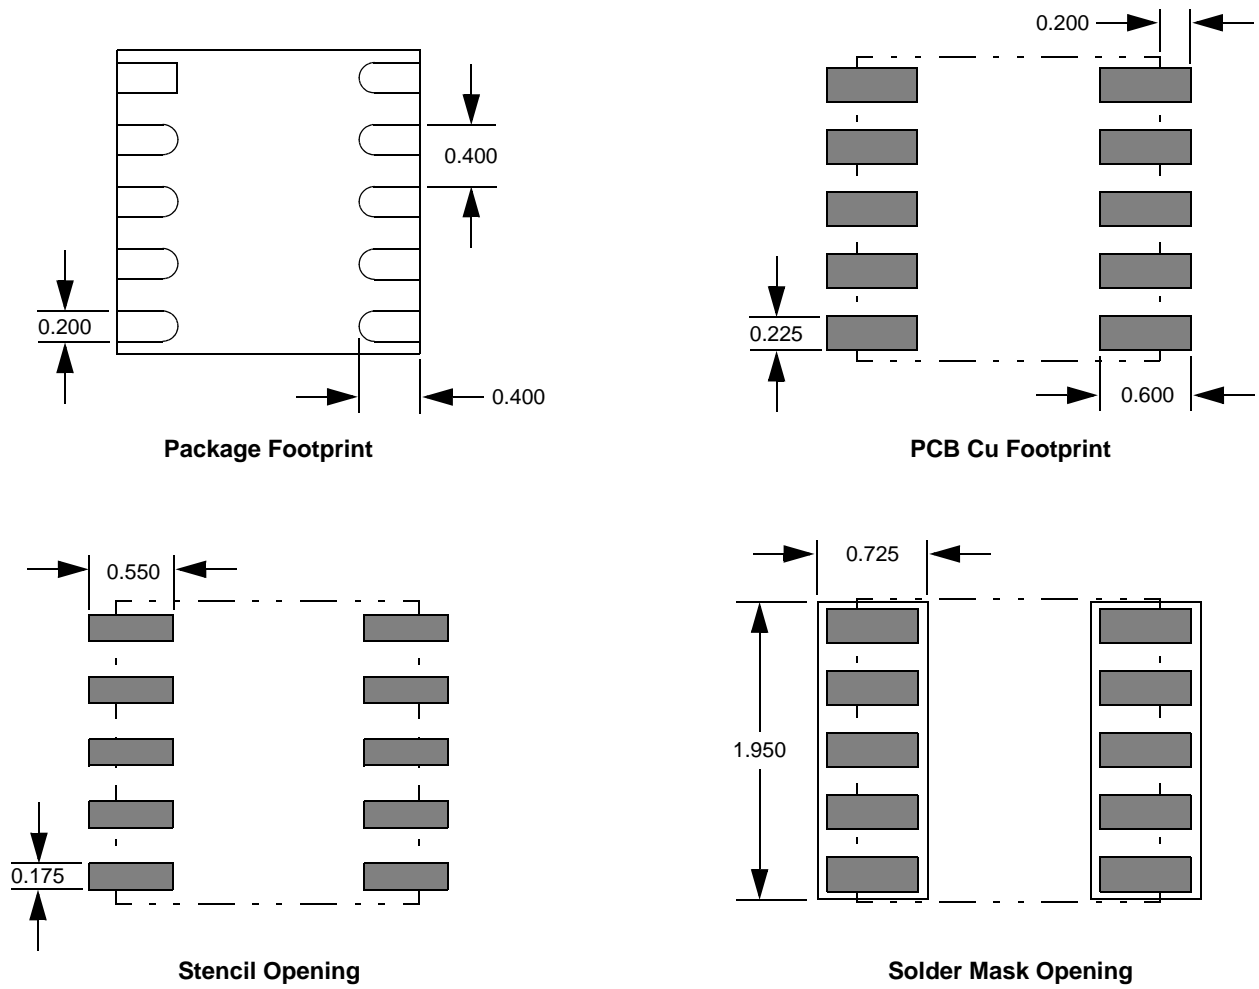 0.400
0.200
0.400
Package Footprint
0.200
0.225
0.600
PCB Cu Footprint
0.550
0.175
Stencil Opening
0.725
1.950
Solder Mask Opening